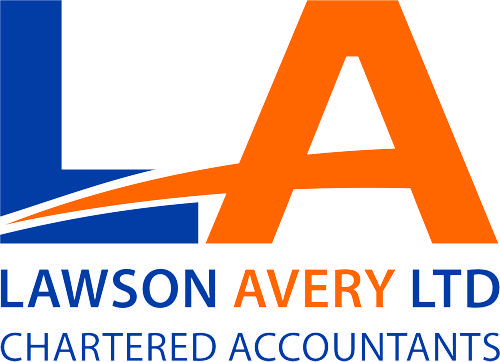 LA
LAWSON AVERY LTD
CHARTERED ACCOUNTANTS